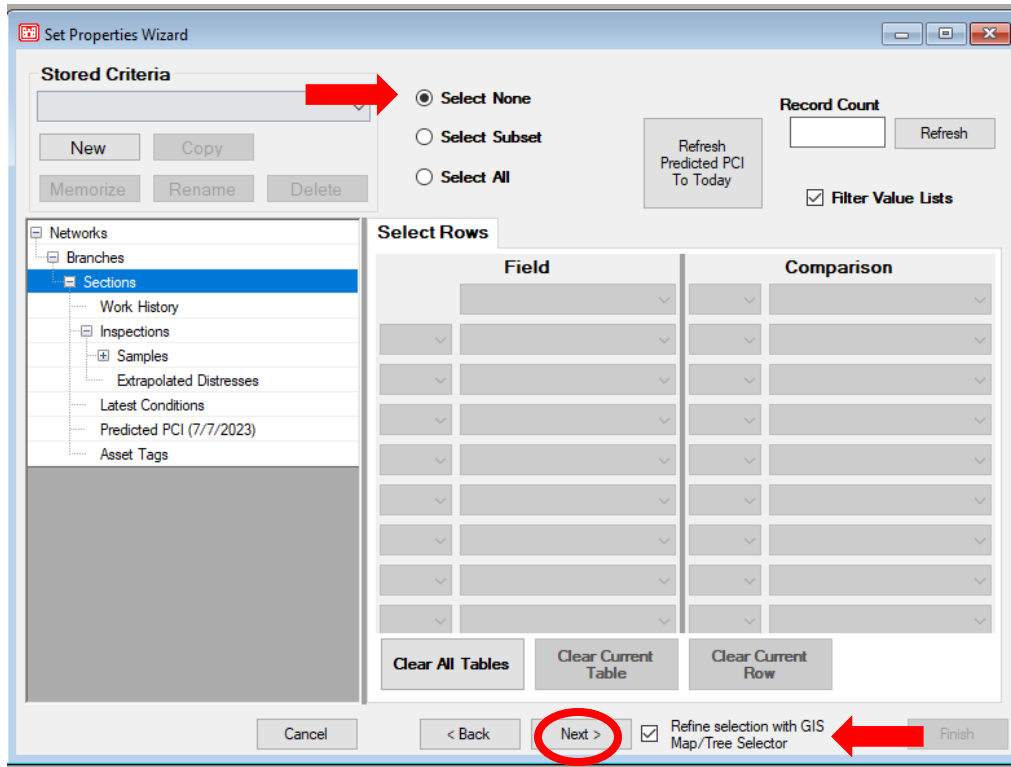 Set Properties Wizard
Stored Criteria
New
Copy
Memorize
Rename
Delete
Select None
Select Subset
Select All
Refresh
Predicted PCI
To Today
Record Count
Refresh
Filter Value Lists
Networks
Branches
Sections
Work History
Inspections
Samples
Extrapolated Distresses
Latest Conditions
Predicted PCI (7/7/2023)
Asset Tags
Select Rows
Field
Comparison
Clear All Tables
Clear Current
Table
Clear Current
Row
Cancel
< Back
Next >
Refine selection with GIS
Map/Tree Selector
Finish